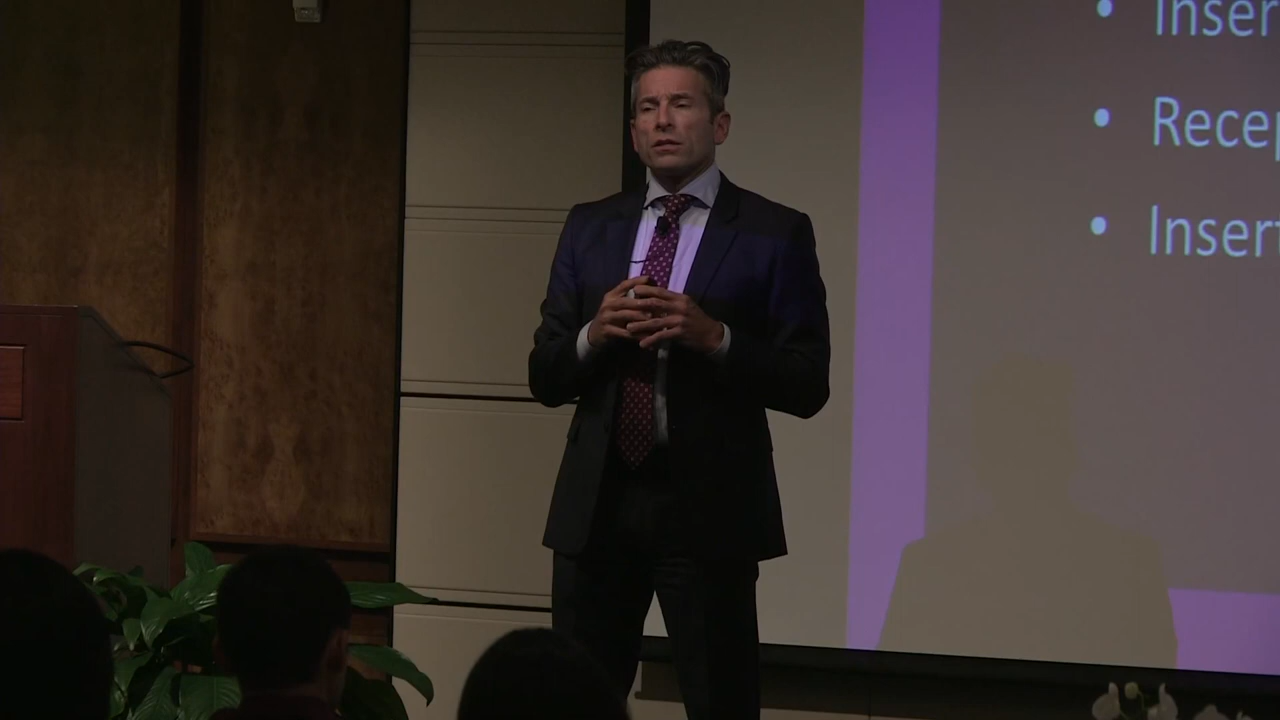 • Inser
• Recep
• Insert